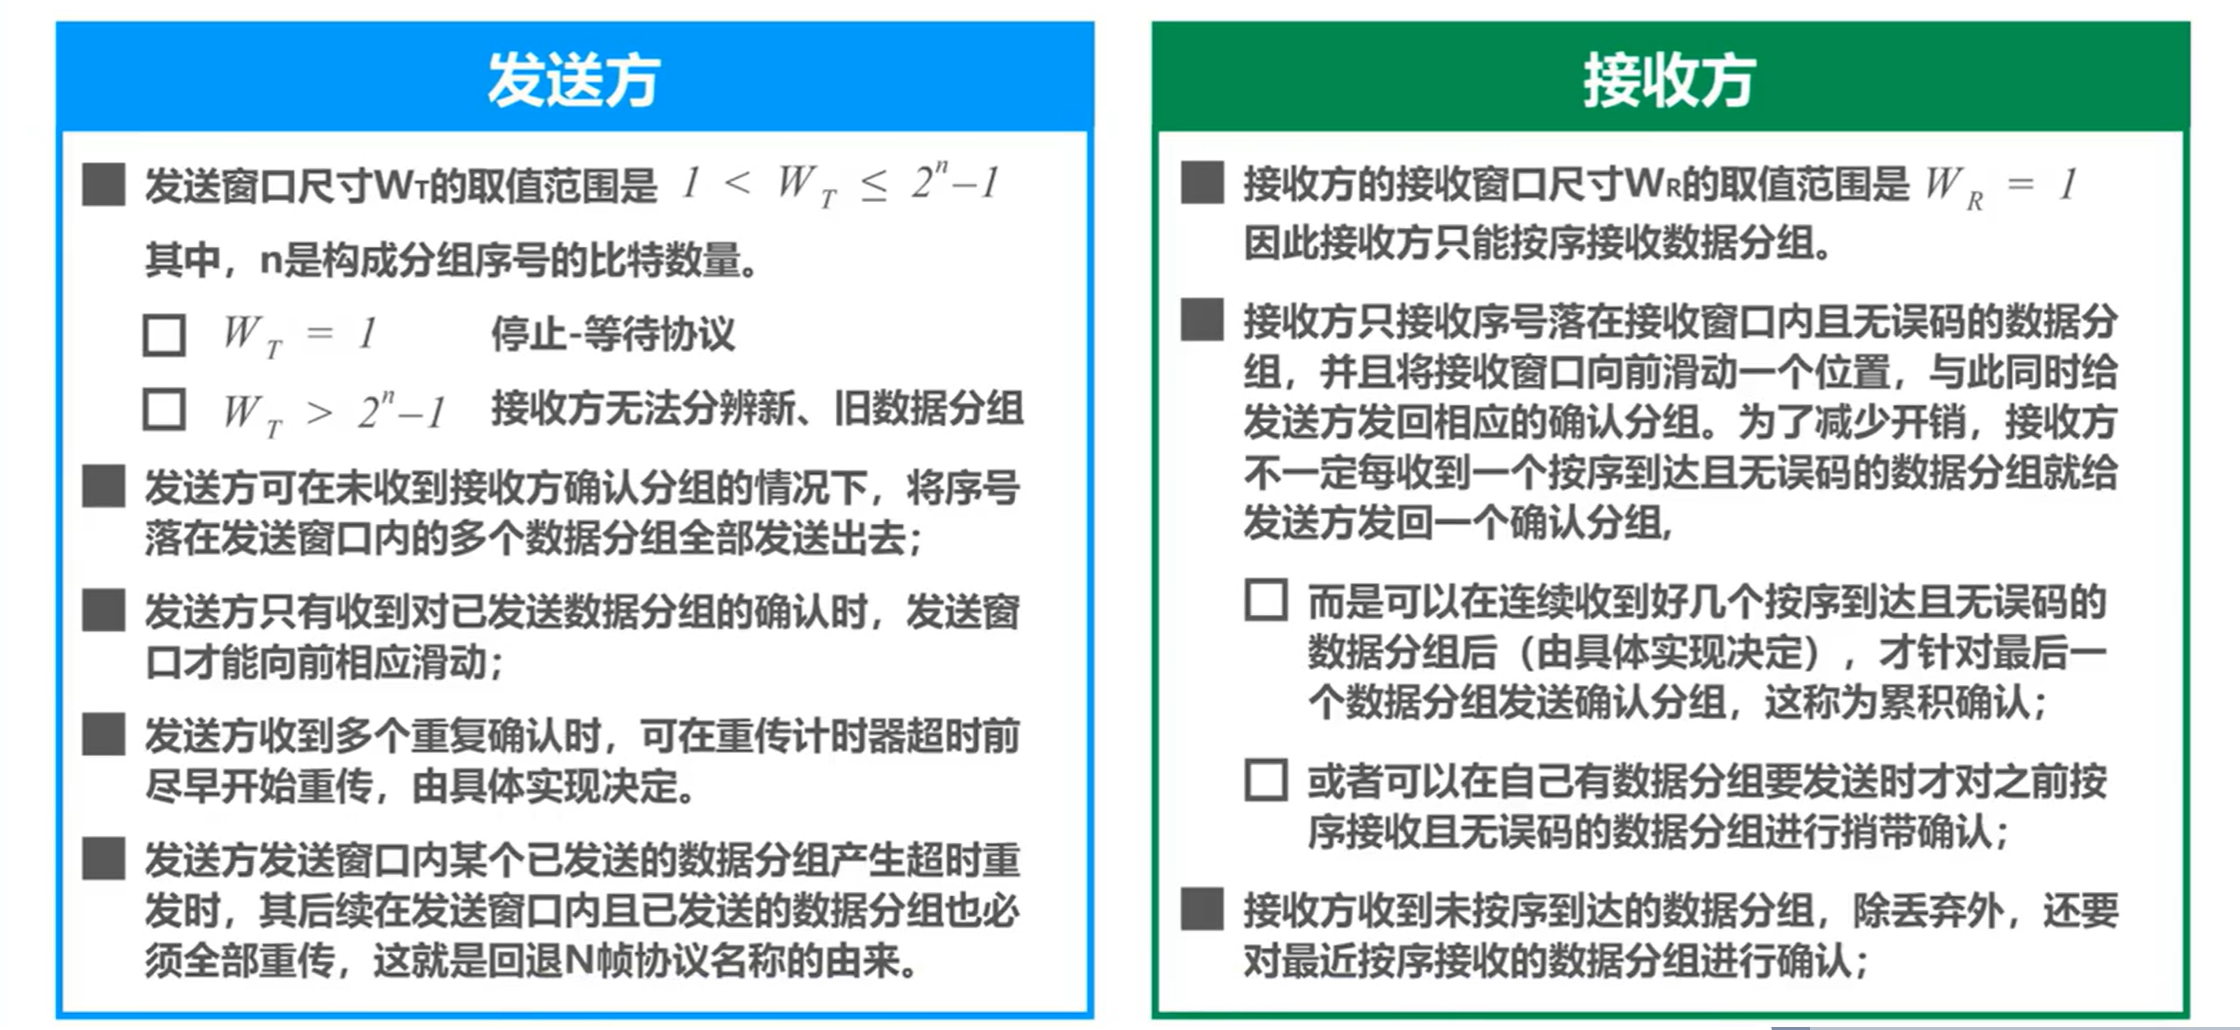 发送方
发送窗口尺寸WT的取值范围是 1 < W_T ≤ 2^n−1
其中，n是构成分组序号的比特数量。
W_T = 1 停止-等待协议
W_T > 2^n−1 接收方无法分辨新、旧数据分组
发送方可在未收到接收方确认分组的情况下，将序号
落在发送窗口内的多个数据分组全部发送出去；
发送方只有收到对已发送数据分组的确认时，发送窗
口才能向前相应滑动；
发送方收到多个重复确认时，可在重传计时器超时前
尽早开始重传，由具体实现决定。
发送方发送窗口内某个已发送的数据分组产生超时重
发时，其后续在发送窗口内且已发送的数据分组也必
须全部重传，这就是回退N帧协议名称的由来。
接收方
接收方的接收窗口尺寸WR的取值范围是 W_R = 1
因此接收方只能按序接收数据分组。
接收方只接收序号落在接收窗口内且无误码的数据分
组，并且将接收窗口向前滑动一个位置，与此同时给
发送方发回相应的确认分组。为了减少开销，接收方
不一定每收到一个按序到达且无误码的数据分组就给
发送方发回一个确认分组,
而是可以在连续收到好几个按序到达且无误码的
数据分组后（由具体实现决定），才针对最后一
个数据分组发送确认分组，这称为累积确认；
或者可以在自己有数据分组要发送时才对之前按
序接收且无误码的数据分组进行捎带确认；
接收方收到未按序到达的数据分组，除丢弃外，还要
对最近按序接收的数据分组进行确认；